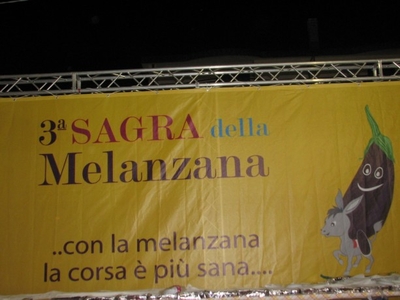 3ª SAGRA della
Melanzana
..con la melanzana
la corsa è più sana....